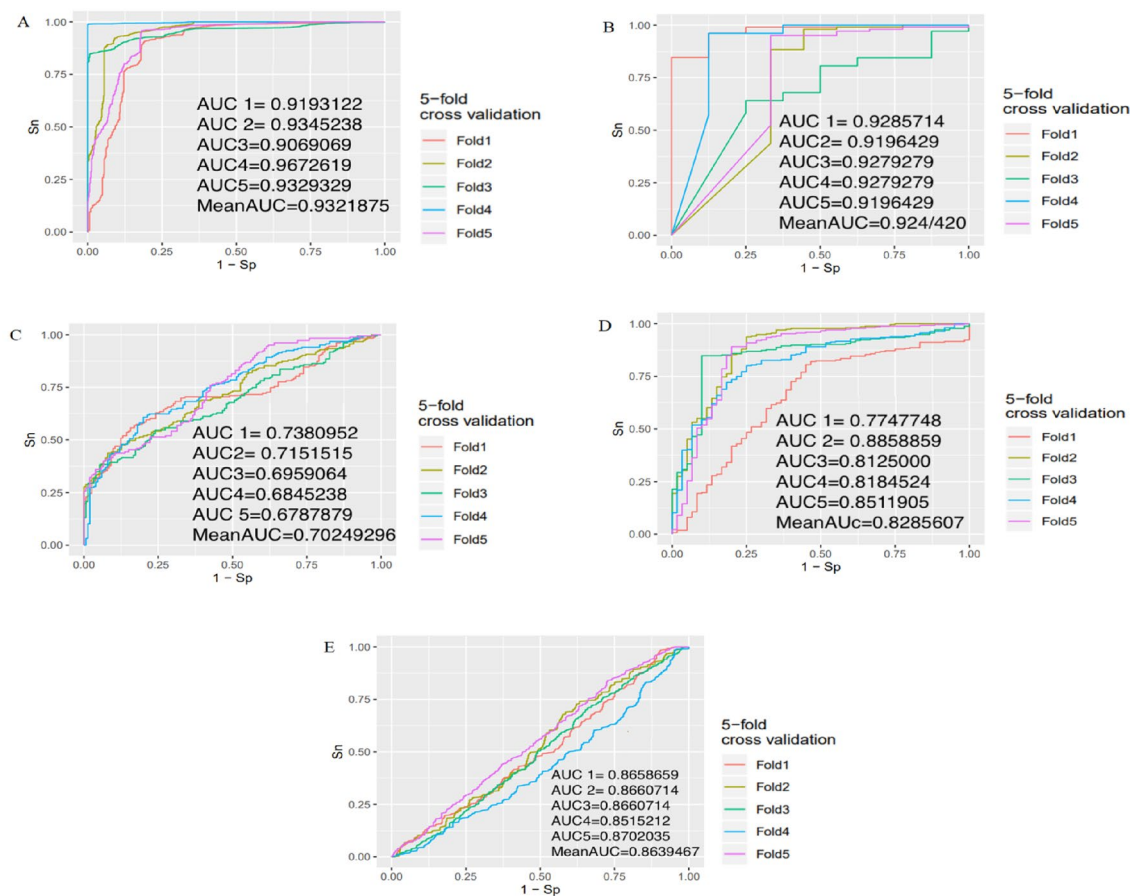 A
1.00
0.75
0.50
0.25
0.00
Sn
0.00 0.25 0.50 0.75 1.00
1 − Sp
AUC 1= 0.9193122
AUC 2= 0.9345238
AUC3= 0.9069069
AUC4= 0.9672619
AUC5= 0.9329329
MeanAUC=0.9321875
5−fold
cross validation
Fold1
Fold2
Fold3
Fold4
Fold5
B
1.00
0.75
0.50
0.25
0.00
Sn
0.00 0.25 0.50 0.75 1.00
1 − Sp
AUC 1= 0.9285714
AUC2= 0.9196429
AUC3=0.9279279
AUC4=0.9279279
AUC5=0.9196429
MeanAUC=0.924/420
5−fold
cross validation
Fold1
Fold2
Fold3
Fold4
Fold5
C
1.00
0.75
0.50
0.25
0.00
Sn
0.00 0.25 0.50 0.75 1.00
1 − Sp
AUC 1= 0.7380952
AUC2= 0.7151515
AUC3=0.6959064
AUC4=0.6845238
AUC 5=0.6787879
MeanAUC=0.70249296
5−fold
cross validation
Fold1
Fold2
Fold3
Fold4
Fold5
D
1.00
0.75
0.50
0.25
0.00
Sn
0.00 0.25 0.50 0.75 1.00
1 − Sp
AUC 1= 0.7747748
AUC 2= 0.8858859
AUC3=0.8125000
AUC4=0.8184524
AUC5=0.8511905
MeanAUc=0.8285607
5−fold
cross validation
Fold1
Fold2
Fold3
Fold4
Fold5
E
1.00
0.75
0.50
0.25
0.00
Sn
0.00 0.25 0.50 0.75 1.00
1 − Sp
AUC 1= 0.8658659
AUC 2= 0.8660714
AUC3=0.8660714
AUC4=0.8515212
AUC5=0.8702035
MeanAUC=0.8639467
5−fold
cross validation
Fold1
Fold2
Fold3
Fold4
Fold5